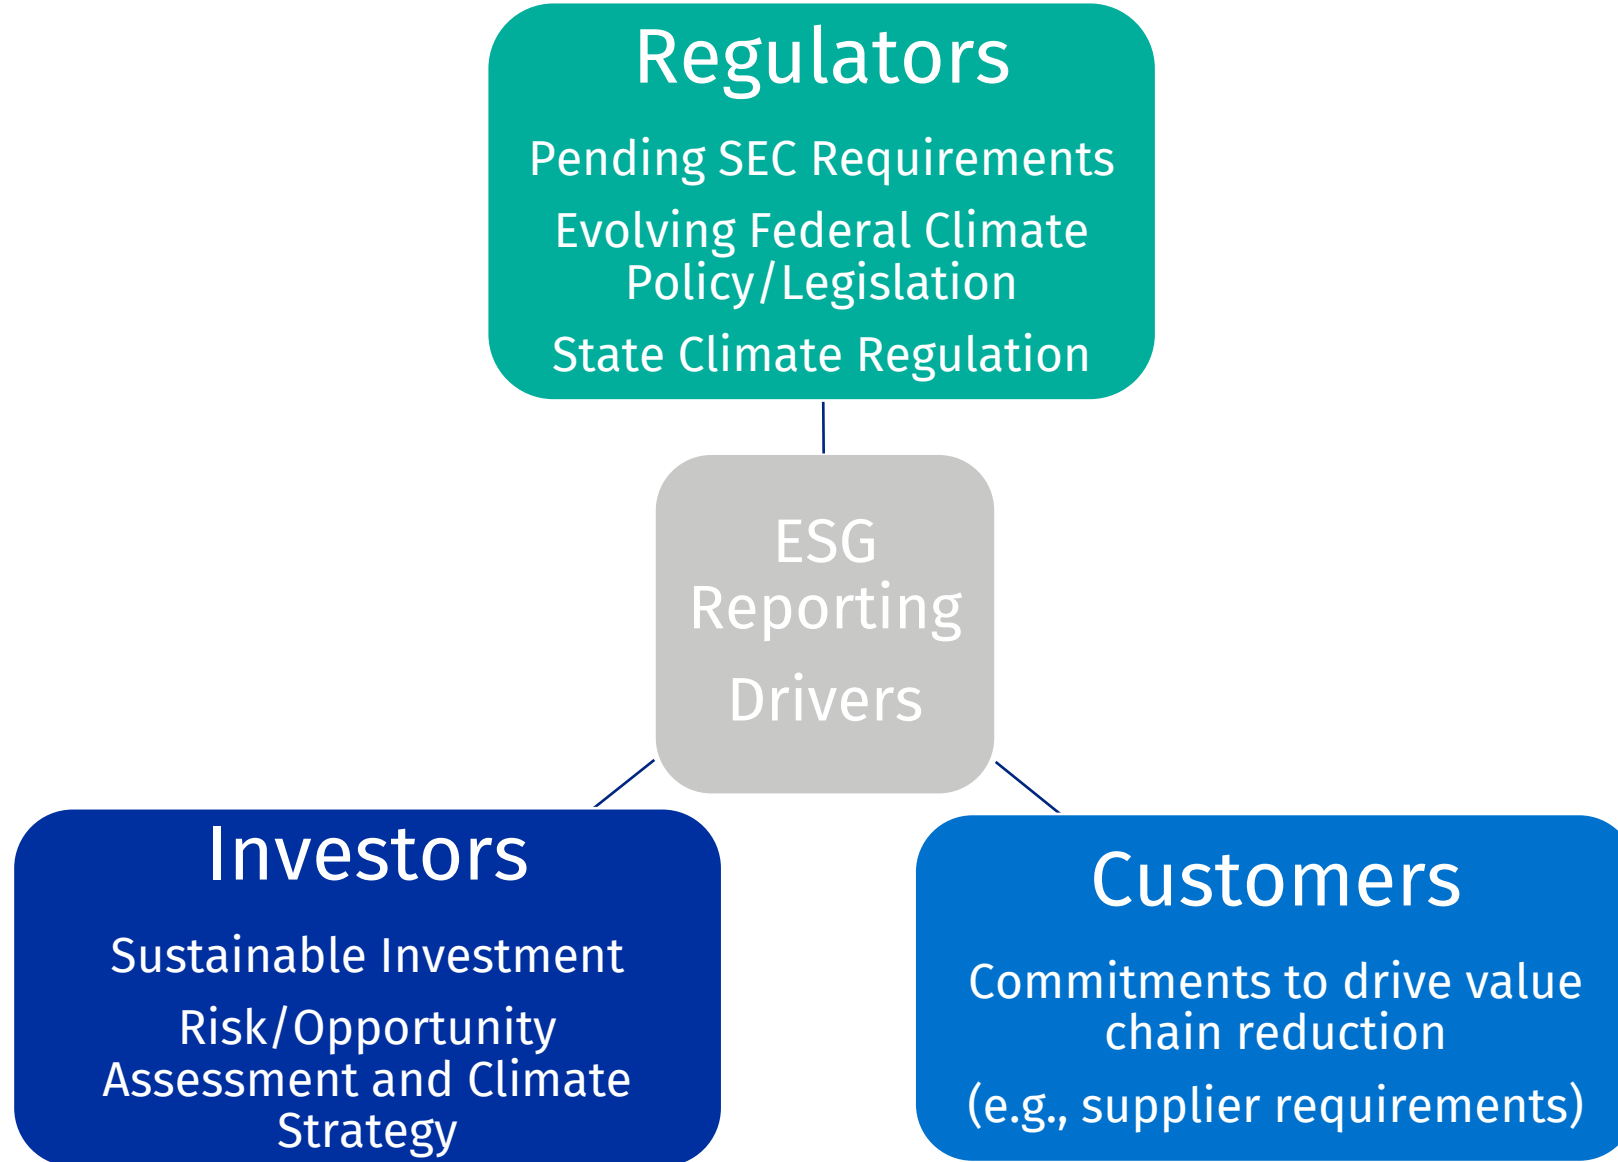 Regulators
Pending SEC Requirements
Evolving Federal Climate
Policy/Legislation
State Climate Regulation
ESG
Reporting
Drivers
Investors
Sustainable Investment
Risk/Opportunity
Assessment and Climate
Strategy
Customers
Commitments to drive value
chain reduction
(e.g., supplier requirements)